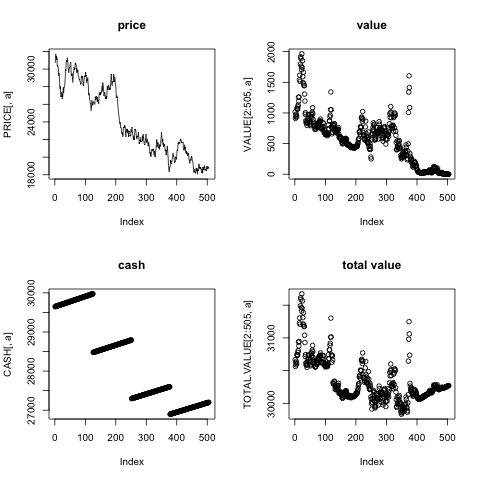 price
PRICE[, a]
30000
24000
18000
0 100 200 300 400 500
Index
value
VALUE[2:505, a]
2000
1500
1000
500
0
0 100 200 300 400 500
Index
cash
CASH[, a]
30000
29000
28000
27000
0 100 200 300 400 500
Index
total value
TOTAL.VALUE[2:505, a]
31000
30000
0 100 200 300 400 500
Index